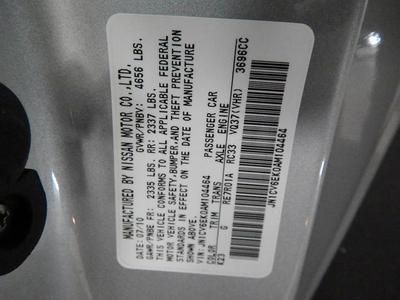 MANUFACTURED BY NISSAN MOTOR CO.,LTD.
DATE:07/10 GVWR/PNBV: 4656 LBS.
GAWR/PNBE FR: 2335 LBS. RR: 2337 LBS.
THIS VEHICLE CONFORMS TO ALL APPLICABLE FEDERAL
MOTOR VEHICLE SAFETY,BUMPER,AND THEFT PREVENTION
STANDARDS IN EFFECT ON THE DATE OF MANUFACTURE
SHOWN ABOVE.
VIN:JN1CV6EK0AM104464 PASSENGER CAR
COLOR TRIM TRANS AXLE ENGINE
K23 G RE7R01A RC33 VQ37(VHR) 3696CC
JN1CV6EK0AM104464